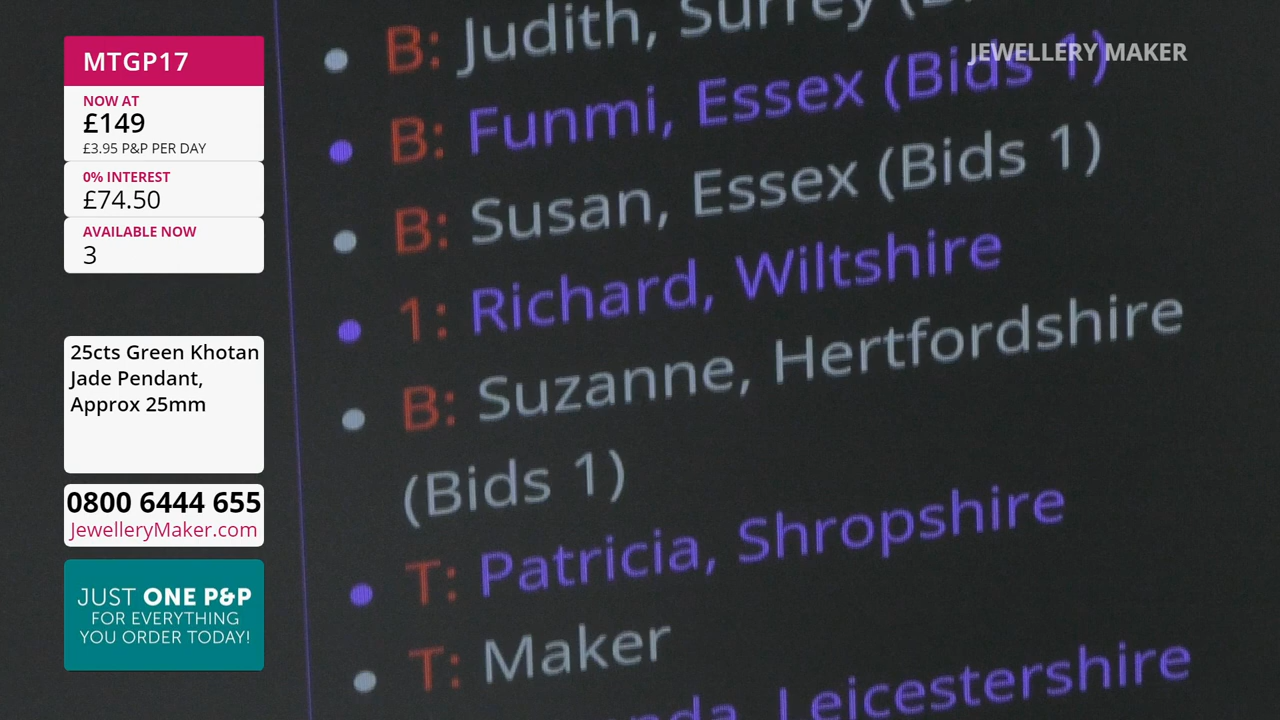 MTGP17
NOW AT
£149
£3.95 P&P PER DAY
0% INTEREST
£74.50
AVAILABLE NOW
3
25cts Green Khotan
Jade Pendant,
Approx 25mm
0800 6444 655
JewelleryMaker.com
JUST ONE P&P
FOR EVERYTHING
YOU ORDER TODAY!
JEWELLERY MAKER
B: Judith, Surrey
B: Funmi, Essex (Bids 1)
B: Susan, Essex (Bids 1)
1: Richard, Wiltshire
B: Suzanne, Hertfordshire
(Bids 1)
T: Patricia, Shropshire
T: Maker
Leicestershire